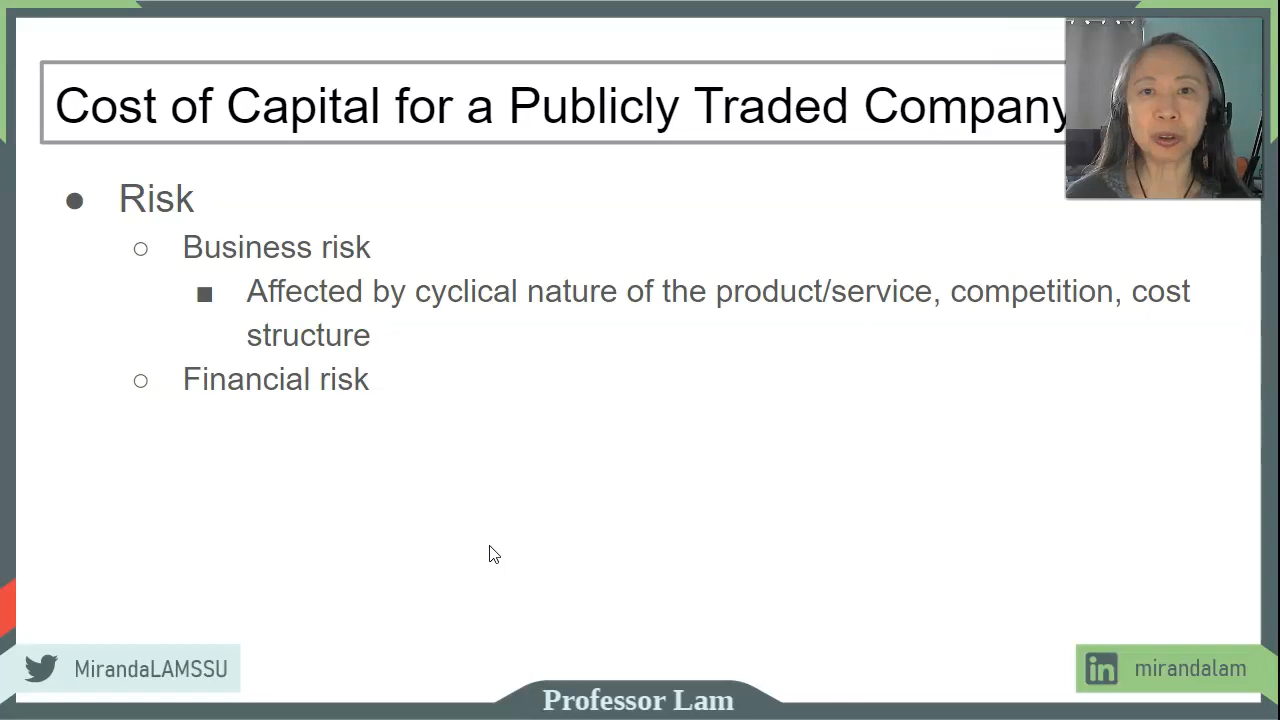 Cost of Capital for a Publicly Traded Company
● Risk
○ Business risk
■ Affected by cyclical nature of the product/service, competition, cost
structure
○ Financial risk
MirandaLAMSSU
in mirandalam
Professor Lam